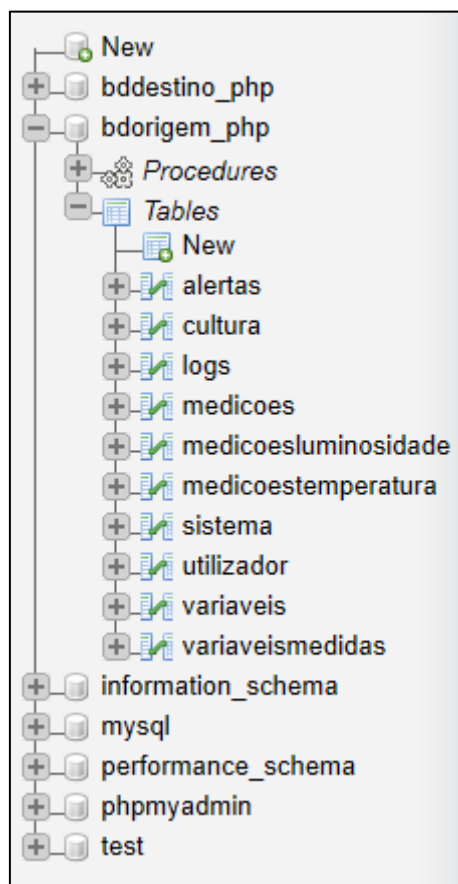 New
bddestino_php
bdorigem_php
Procedures
Tables
New
alertas
cultura
logs
medicoes
medicoesluminosidade
medicoestemperatura
sistema
utilizador
variaveis
variaveismedidas
information_schema
mysql
performance_schema
phpmyadmin
test